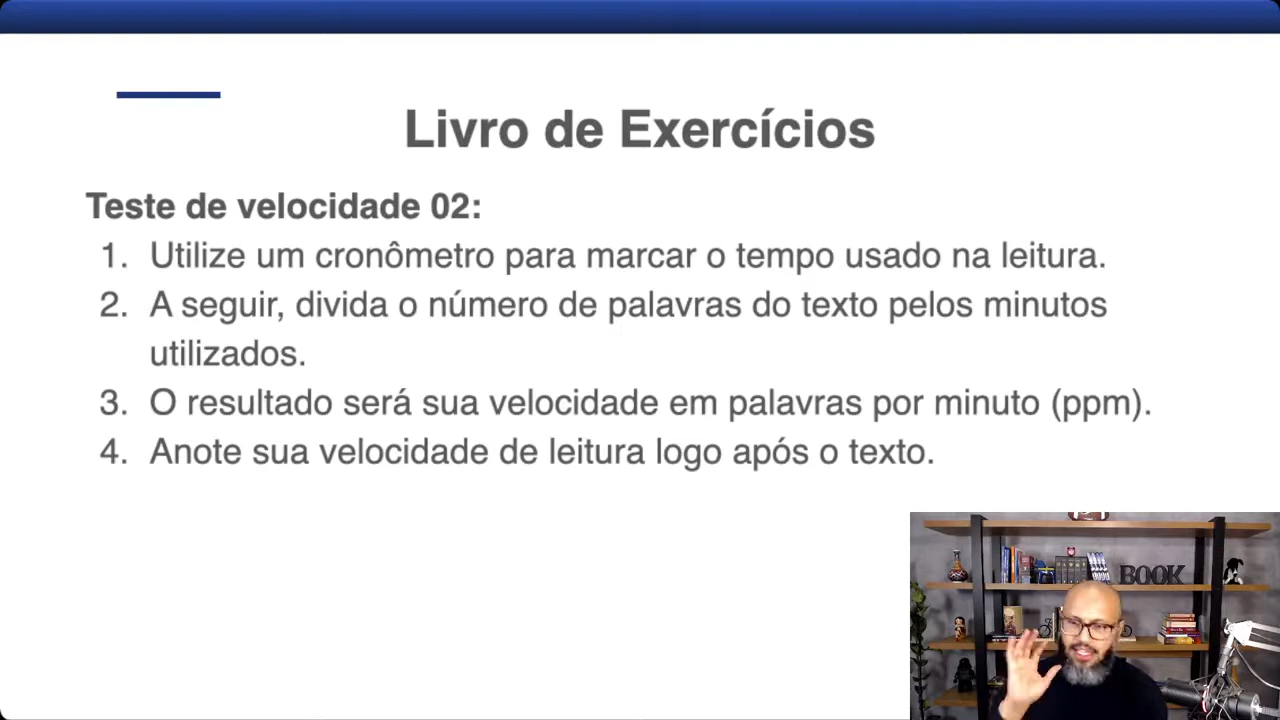 Livro de Exercícios
Teste de velocidade 02:
1. Utilize um cronômetro para marcar o tempo usado na leitura.
2. A seguir, divida o número de palavras do texto pelos minutos
utilizados.
3. O resultado será sua velocidade em palavras por minuto (ppm).
4. Anote sua velocidade de leitura logo após o texto.
BOOK